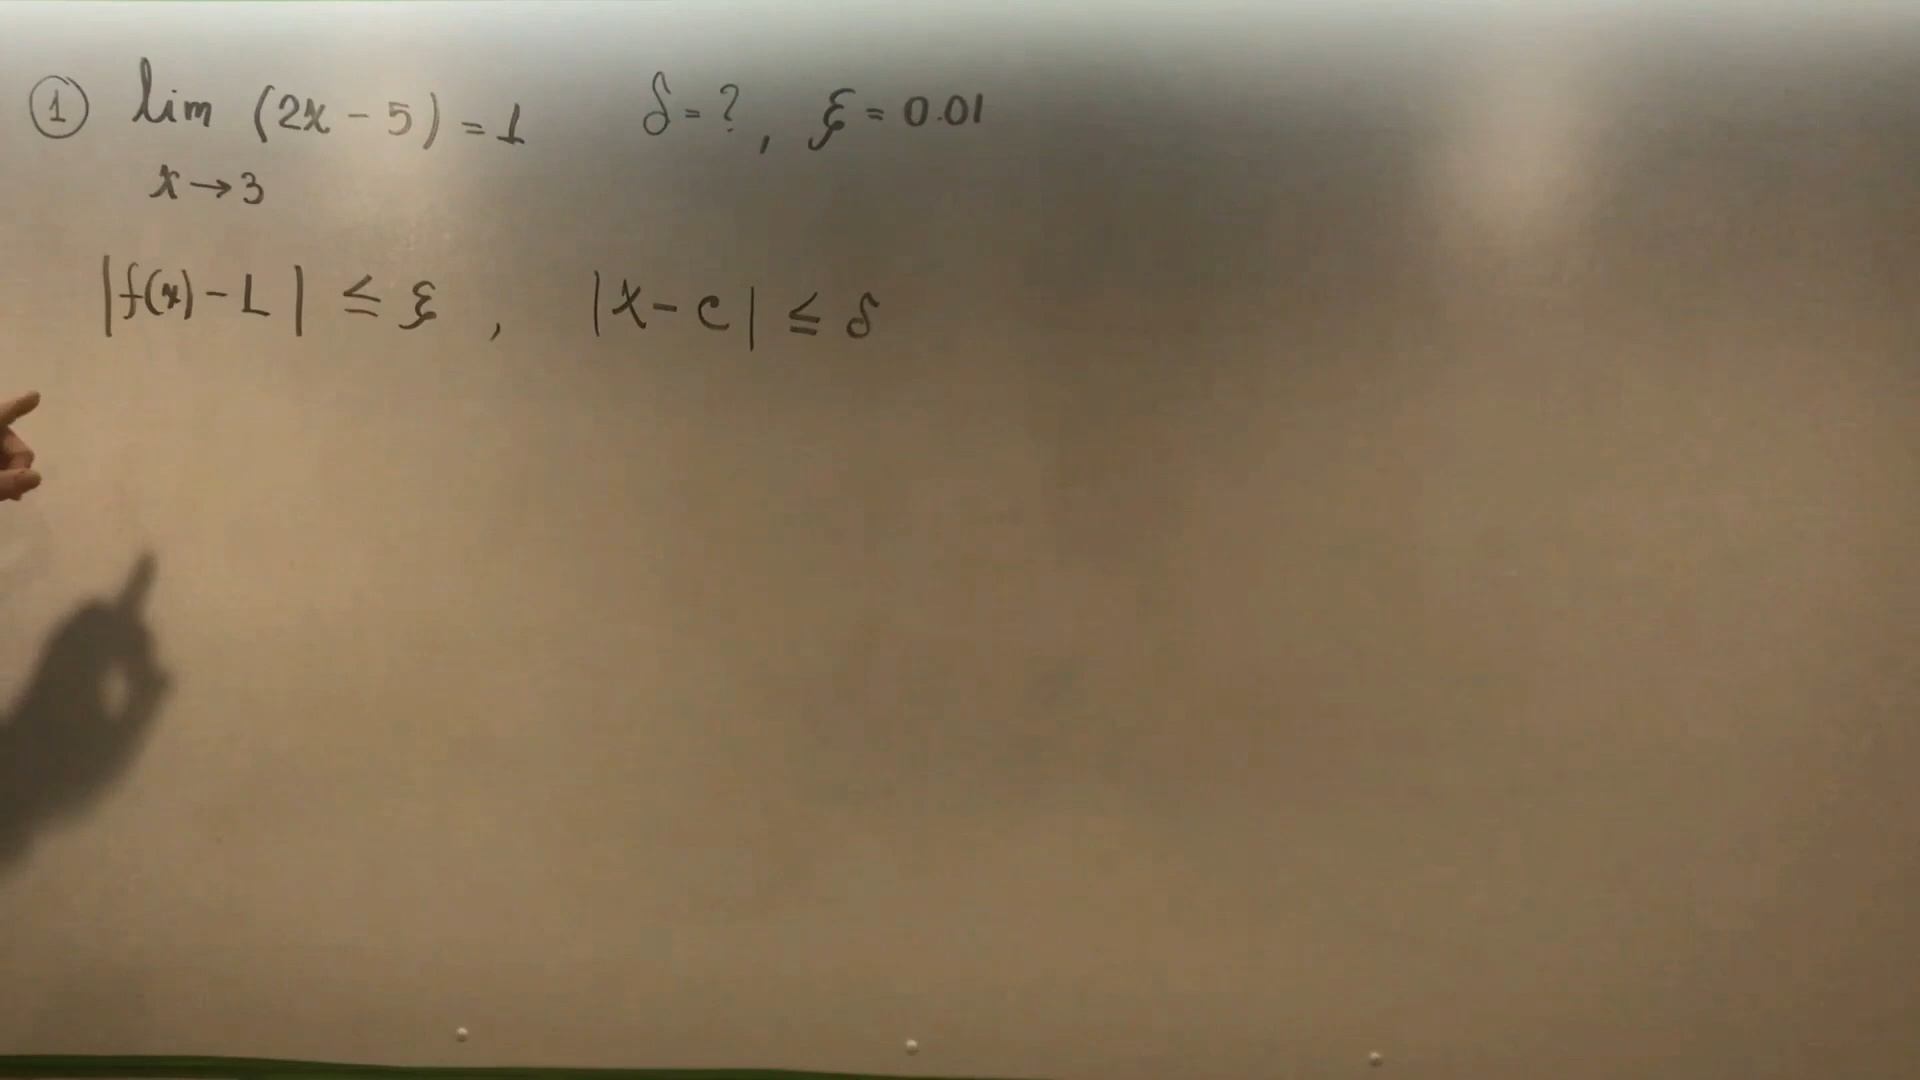 ① lim (2x - 5) = 1 δ = ? , ξ = 0.01
x → 3
|f(x) - L| ≤ ξ , |x - c| ≤ δ